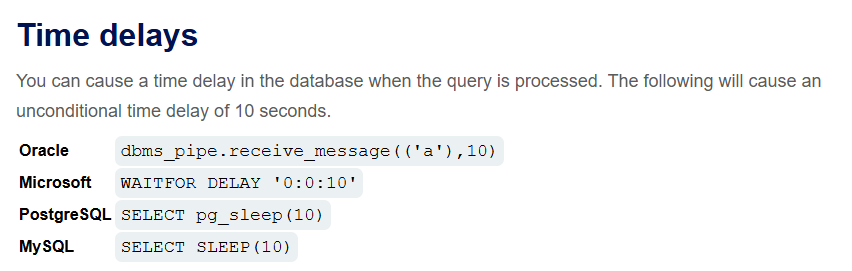 Time delays
You can cause a time delay in the database when the query is processed. The following will cause an
unconditional time delay of 10 seconds.
Oracle dbms_pipe.receive_message(('a'),10)
Microsoft WAITFOR DELAY '0:0:10'
PostgreSQL SELECT pg_sleep(10)
MySQL SELECT SLEEP(10)